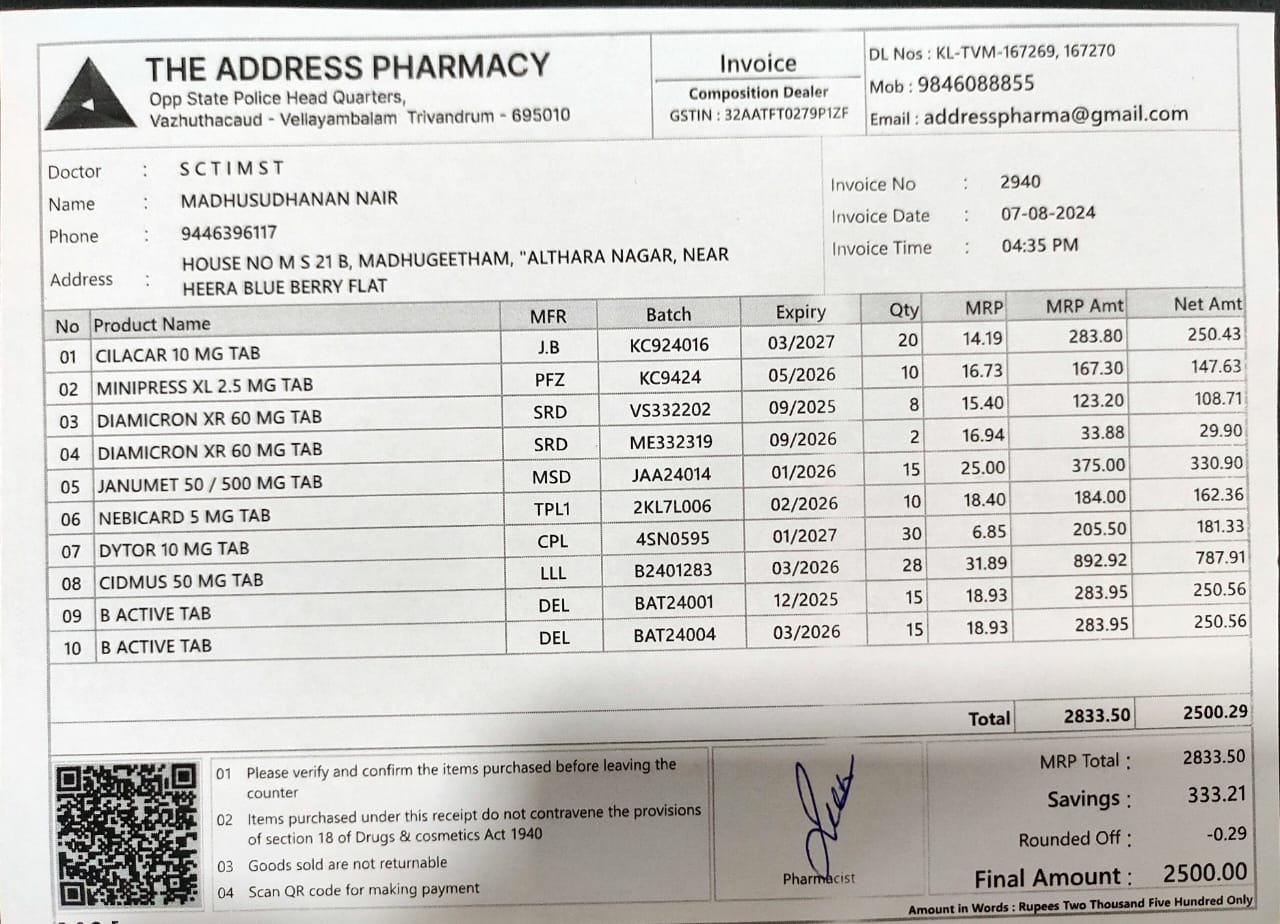 THE ADDRESS PHARMACY
Opp State Police Head Quarters,
Vazhuthacaud - Vellayambalam Trivandrum - 695010
Invoice
Composition Dealer
GSTIN : 32AATFT0279P1ZF
DL Nos : KL-TVM-167269, 167270
Mob : 9846088855
Email : addresspharma@gmail.com
Doctor : S C T I M S T
Name : MADHUSUDHANAN NAIR
Phone : 9446396117
Address : HOUSE NO M S 21 B, MADHUGEETHAM, "ALTHARA NAGAR, NEAR
HEERA BLUE BERRY FLAT
Invoice No : 2940
Invoice Date : 07-08-2024
Invoice Time : 04:35 PM
No Product Name MFR Batch Expiry Qty MRP MRP Amt Net Amt
01 CILACAR 10 MG TAB J.B KC924016 03/2027 20 14.19 283.80 250.43
02 MINIPRESS XL 2.5 MG TAB PFZ KC9424 05/2026 10 16.73 167.30 147.63
03 DIAMICRON XR 60 MG TAB SRD VS332202 09/2025 8 15.40 123.20 108.71
04 DIAMICRON XR 60 MG TAB SRD ME332319 09/2026 2 16.94 33.88 29.90
05 JANUMET 50 / 500 MG TAB MSD JAA24014 01/2026 15 25.00 375.00 330.90
06 NEBICARD 5 MG TAB TPL1 2KL7L006 02/2026 10 18.40 184.00 162.36
07 DYTOR 10 MG TAB CPL 4SN0595 01/2027 30 6.85 205.50 181.33
08 CIDMUS 50 MG TAB LLL B2401283 03/2026 28 31.89 892.92 787.91
09 B ACTIVE TAB DEL BAT24001 12/2025 15 18.93 283.95 250.56
10 B ACTIVE TAB DEL BAT24004 03/2026 15 18.93 283.95 250.56
Total 2833.50 2500.29
01 Please verify and confirm the items purchased before leaving the
counter
02 Items purchased under this receipt do not contravene the provisions
of section 18 of Drugs & cosmetics Act 1940
03 Goods sold are not returnable
04 Scan QR code for making payment
Pharmacist
MRP Total : 2833.50
Savings : 333.21
Rounded Off : -0.29
Final Amount : 2500.00
Amount in Words : Rupees Two Thousand Five Hundred Only